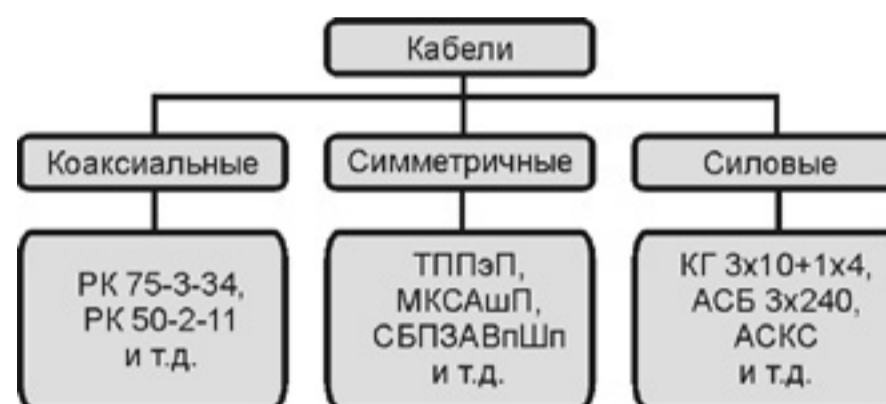 Кабели
Коаксиальные
Симметричные
Силовые
РК 75-3-34,
РК 50-2-11
и т.д.
ТППэП,
МКСАшП,
СБПЗАВпШп
и т.д.
КГ 3х10+1х4,
АСБ 3х240,
АСКС
и т.д.